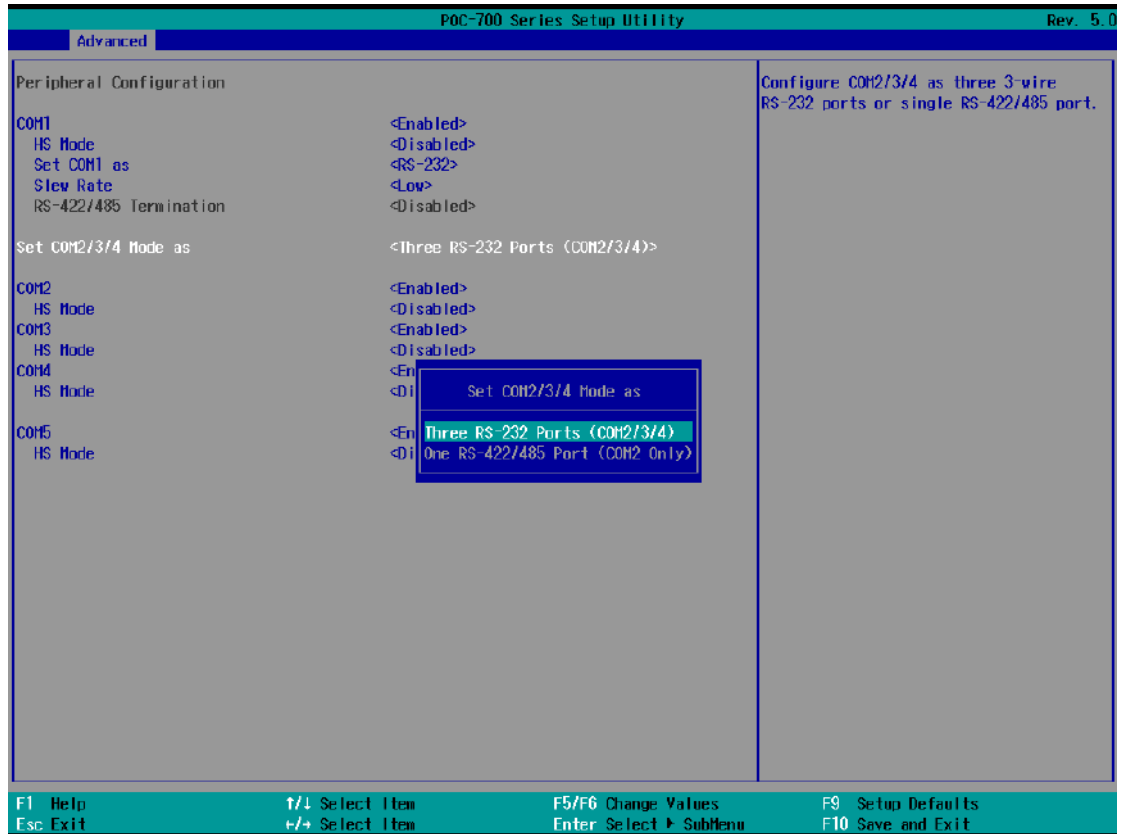 POC-700 Series Setup Utility Rev. 5.0
Advanced
Peripheral Configuration
Configure COM2/3/4 as three 3-wire
RS-232 ports or single RS-422/485 port.
COM1 <Enabled>
HS Mode <Disabled>
Set COM1 as <RS-232>
Slew Rate <Low>
RS-422/485 Termination <Disabled>
Set COM2/3/4 Mode as <Three RS-232 Ports (COM2/3/4)>
COM2 <Enabled>
HS Mode <Disabled>
COM3 <Enabled>
HS Mode <Disabled>
COM4 <En
HS Mode <Di
COM5 <En
HS Mode <Di
Set COM2/3/4 Mode as
Three RS-232 Ports (COM2/3/4)
One RS-422/485 Port (COM2 Only)
F1 Help ↑/↓ Select Item F5/F6 Change Values F9 Setup Defaults
Esc Exit ←/→ Select Item Enter Select ▶ SubMenu F10 Save and Exit